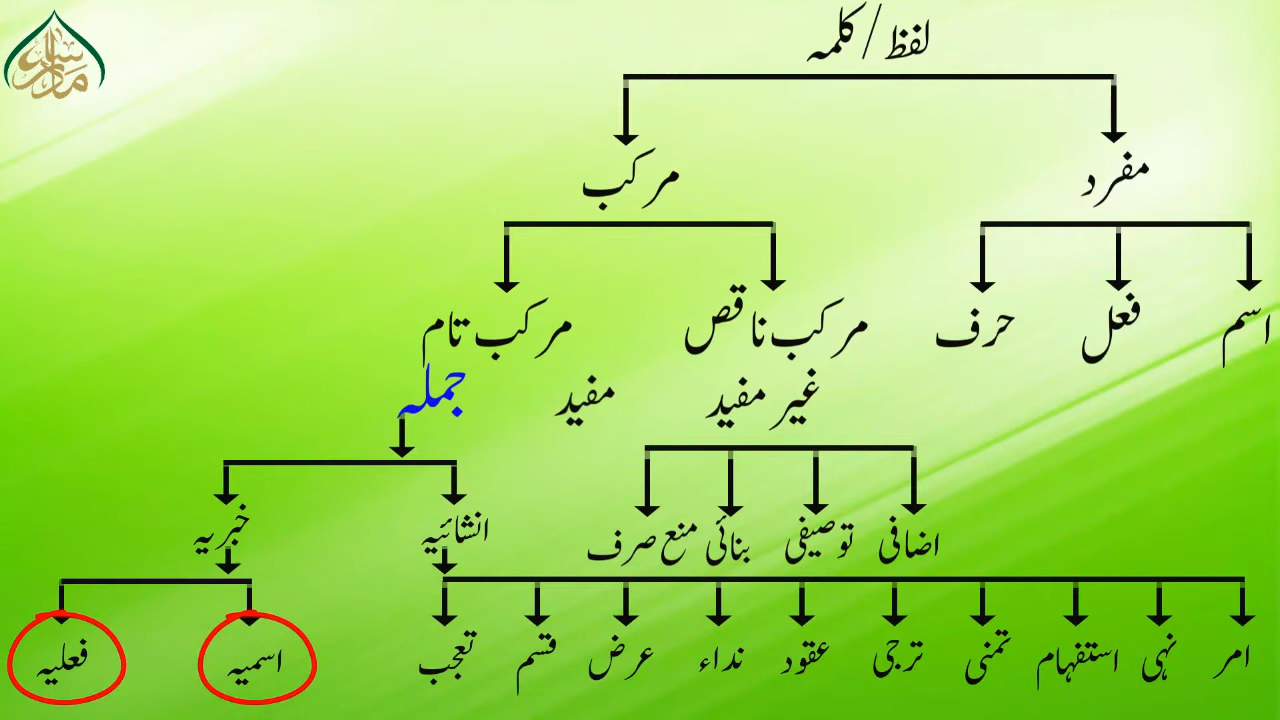 لفظ/کلمہ
مفرد مرکب
اسم فعل حرف مرکب ناقص مرکب تام
غیر مفید مفید جملہ
اضافی توصیفی بنائی منع صرف انشائیہ خبریہ
امر نہی استفہام تمنی ترجی عقود نداء عرض قسم تعجب اسمیہ فعلیہ